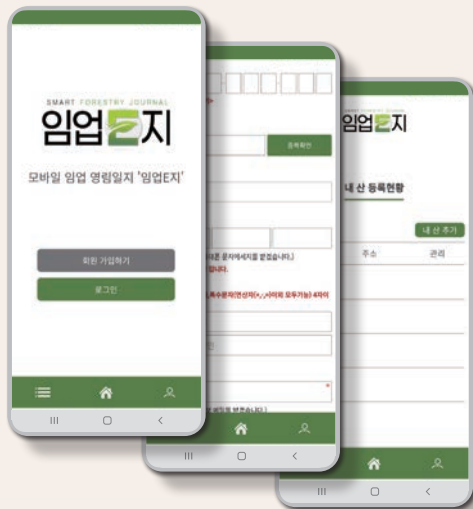 SMART FORESTRY JOURNAL
임업E지
모바일 임업 영림일지 '임업E지'
회원 가입하기
로그인
중복확인
대폰 문자메세지를 받겠습니다.)
입니다.
,특수문자(연산자(+,-,=)이외 모두가능) 4자이
인
임업E지
내 산 등록현황
내 산 추가
주소 관리